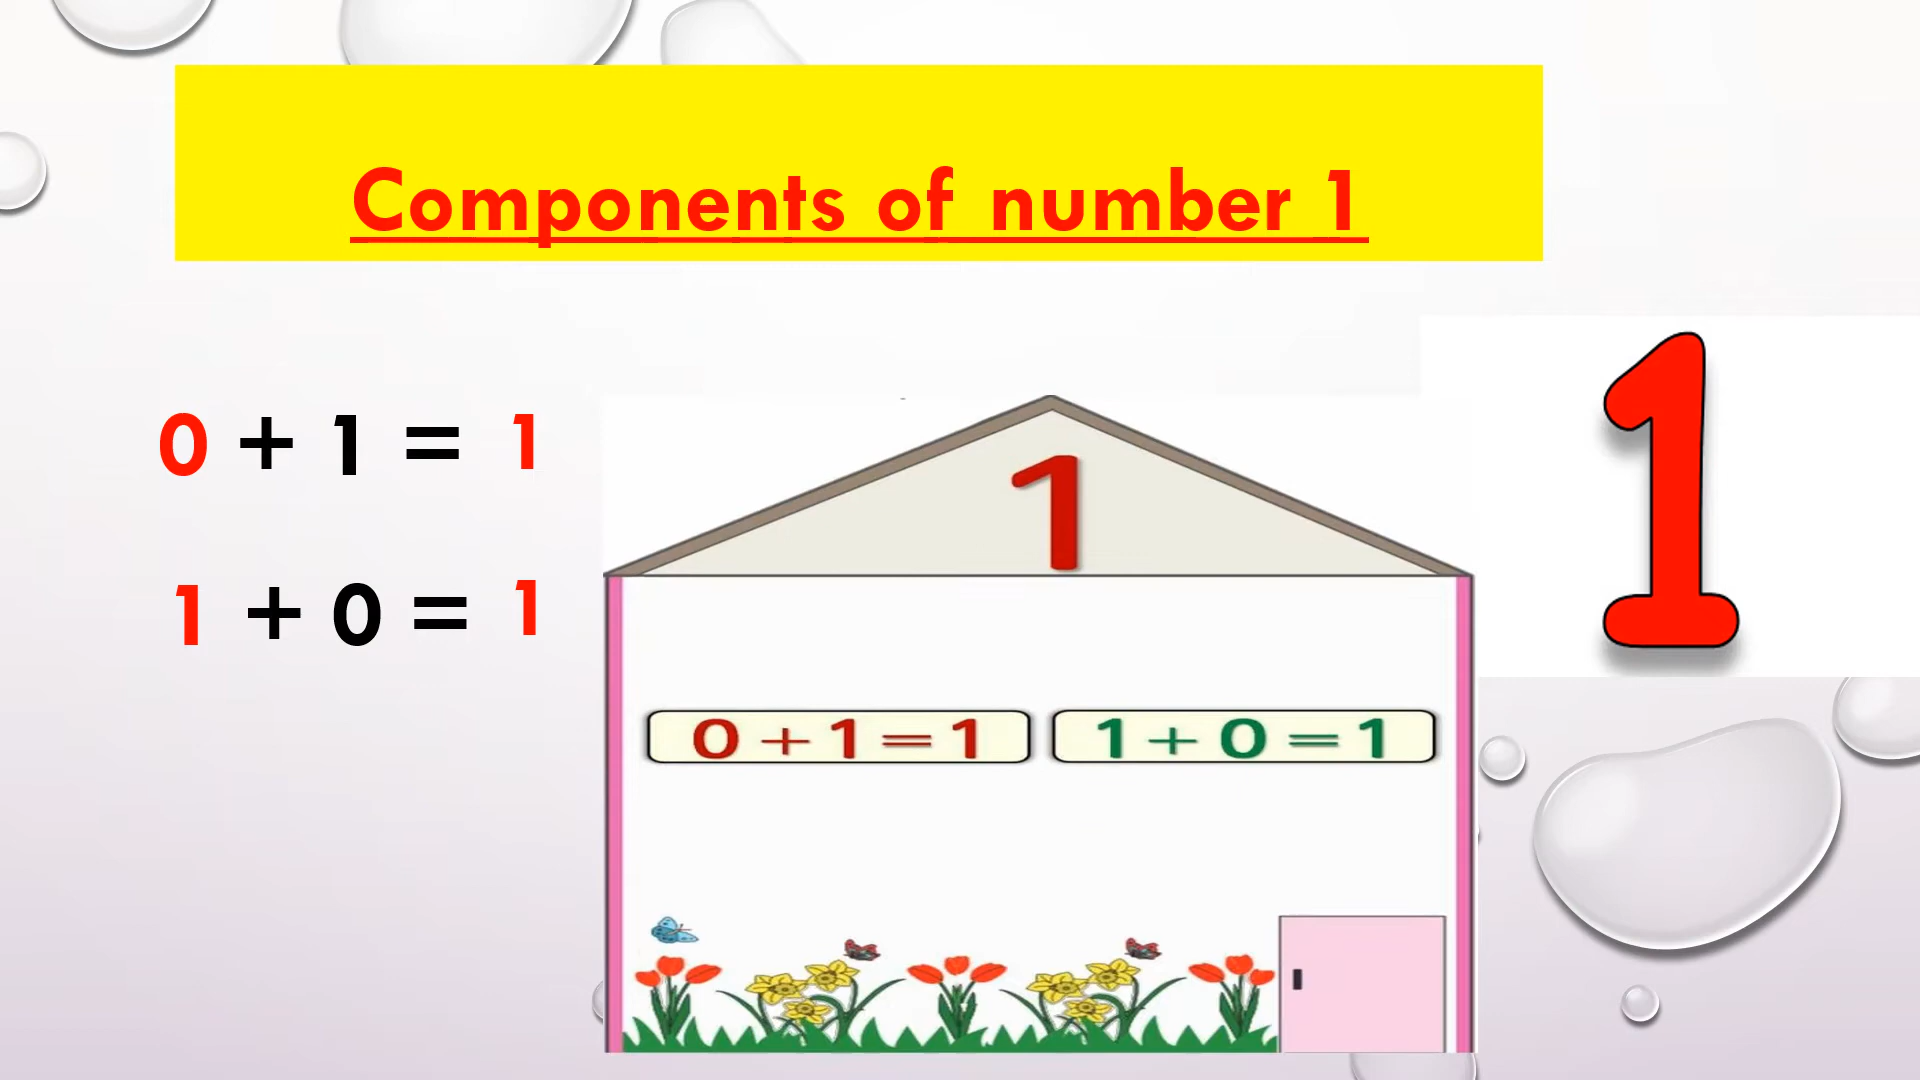 Components of number 1
0 + 1 = 1
1 + 0 = 1
1
0 + 1 = 1
1 + 0 = 1
1